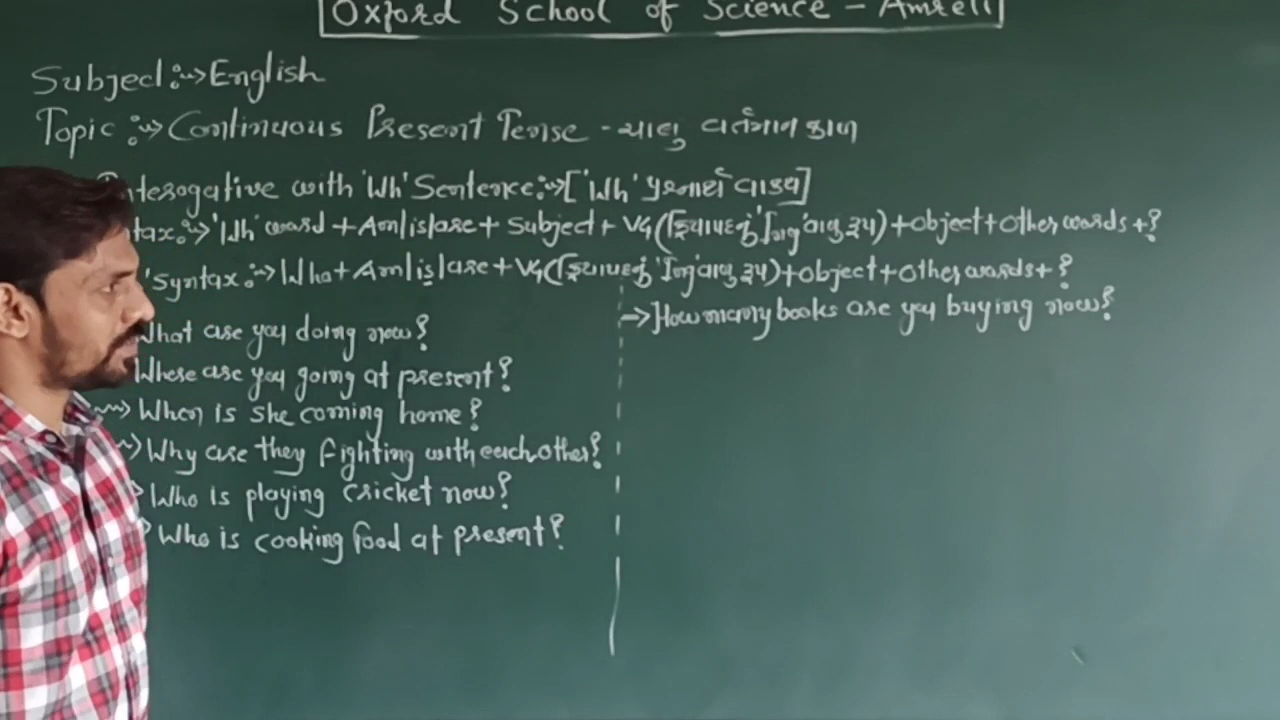 Oxford School of Science - Amreli
Subject :~> English
Topic :~> Continuous Present Tense - ચાલુ વર્તમાન કાળ
Interogative with 'Wh' Sentence :~> ['Wh' પ્રશ્નાર્થ વાક્ય]
tax :~> 'Wh' word + Am/is/are + Subject + V4 (ક્રિયાપદનું 'ing' વાળુ રૂપ) + object + other words + ?
'Syntax :~> Who + Am/is/are + V4 (ક્રિયાપદનું 'ing' વાળુ રૂપ) + object + other words + ?
What are you doing now?
Where are you going at present?
~> When is she coming home?
~> Why are they fighting with each other?
> Who is playing cricket now?
> Who is cooking food at present?
-> How many books are you buying now?